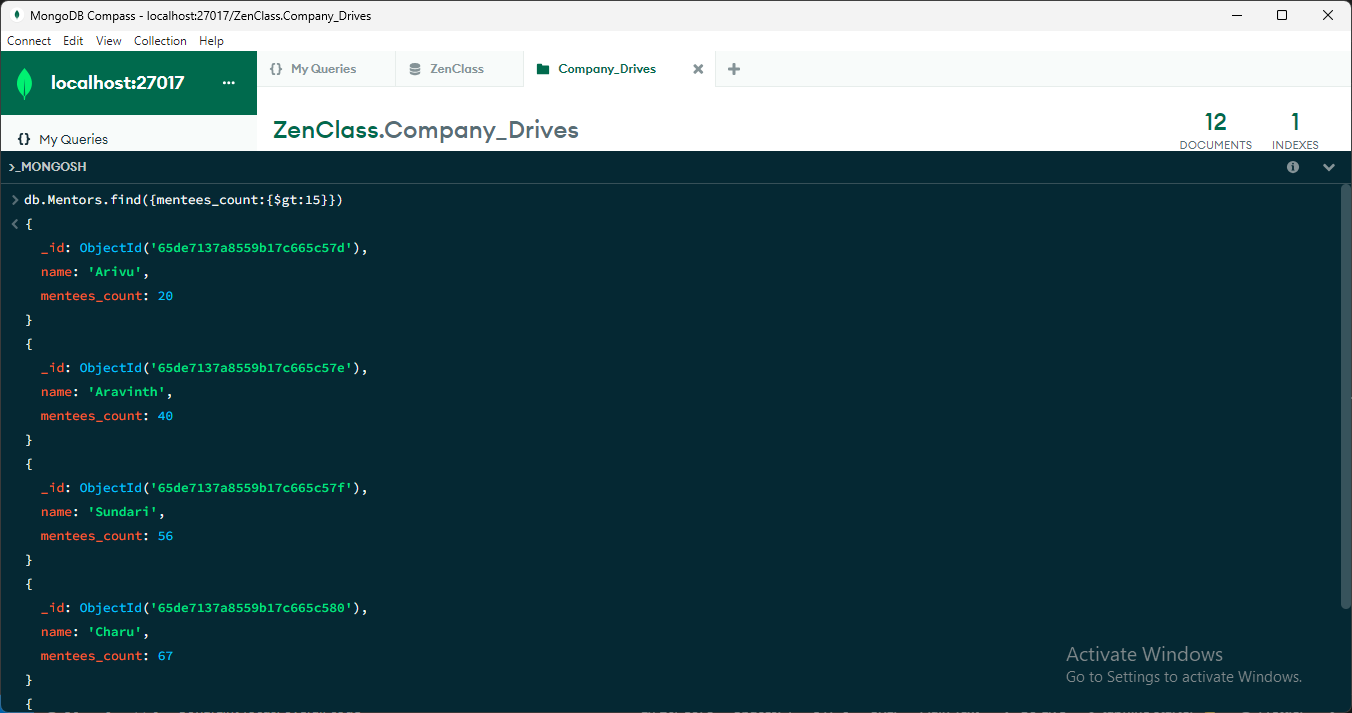 MongoDB Compass - localhost:27017/ZenClass.Company_Drives
Connect Edit View Collection Help
localhost:27017 ...
{} My Queries
ZenClass
Company_Drives
{} My Queries
ZenClass.Company_Drives
12
DOCUMENTS
1
INDEXES
>_MONGOSH
> db.Mentors.find({mentees_count:{$gt:15}})
< {
_id: ObjectId('65de7137a8559b17c665c57d'),
name: 'Arivu',
mentees_count: 20
}
{
_id: ObjectId('65de7137a8559b17c665c57e'),
name: 'Aravinth',
mentees_count: 40
}
{
_id: ObjectId('65de7137a8559b17c665c57f'),
name: 'Sundari',
mentees_count: 56
}
{
_id: ObjectId('65de7137a8559b17c665c580'),
name: 'Charu',
mentees_count: 67
}
{
Activate Windows
Go to Settings to activate Windows.